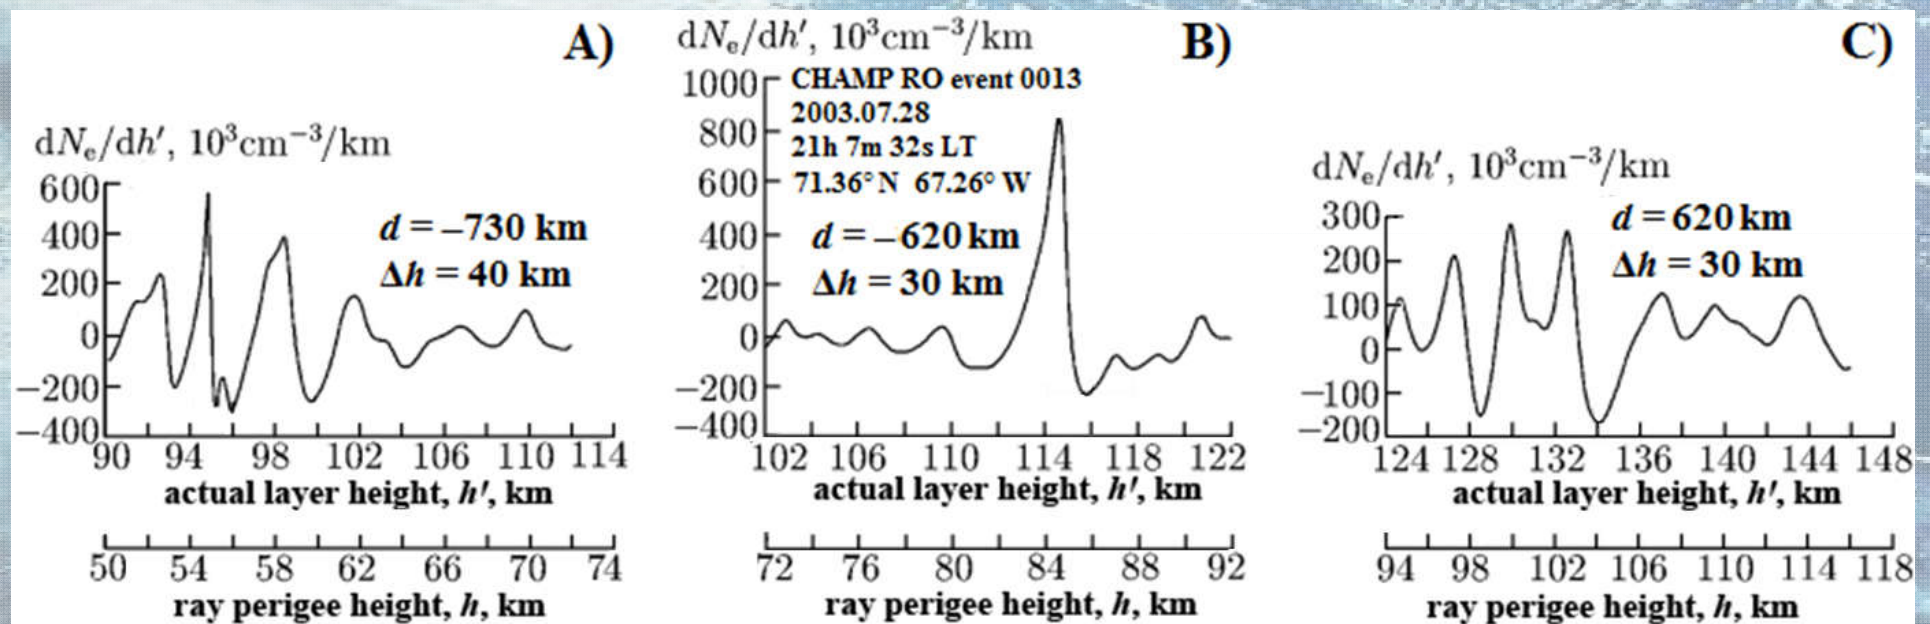 A)
dNₑ/dh′, 10³cm⁻³/km
600
400
200
0
−200
−400
d = −730 km
Δh = 40 km
90 94 98 102 106 110 114
actual layer height, h′, km
50 54 58 62 66 70 74
ray perigee height, h, km
B)
dNₑ/dh′, 10³cm⁻³/km
1000
800
600
400
200
0
−200
−400
CHAMP RO event 0013
2003.07.28
21h 7m 32s LT
71.36° N 67.26° W
d = −620 km
Δh = 30 km
102 106 110 114 118 122
actual layer height, h′, km
72 76 80 84 88 92
ray perigee height, h, km
C)
dNₑ/dh′, 10³cm⁻³/km
300
200
100
0
−100
−200
d = 620 km
Δh = 30 km
124 128 132 136 140 144 148
actual layer height, h′, km
94 98 102 106 110 114 118
ray perigee height, h, km